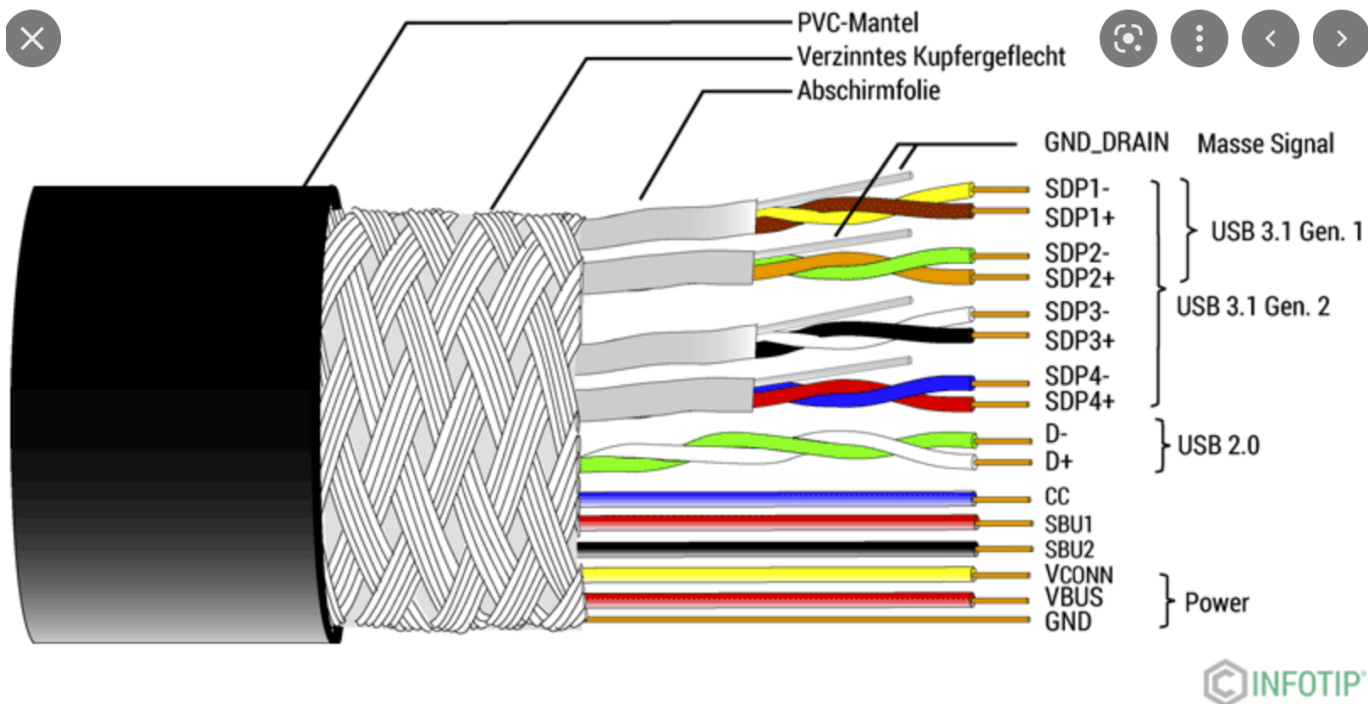 PVC-Mantel
Verzinntes Kupfergeflecht
Abschirmfolie
GND_DRAIN Masse Signal
SDP1-
SDP1+
USB 3.1 Gen. 1
SDP2-
SDP2+
USB 3.1 Gen. 2
SDP3-
SDP3+
SDP4-
SDP4+
D-
D+
USB 2.0
CC
SBU1
SBU2
VCONN
VBUS
Power
GND
INFOTIP